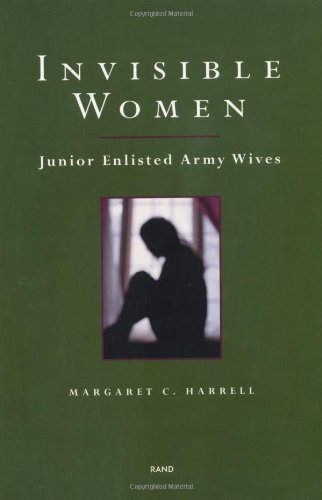 INVISIBLE
WOMEN
Junior Enlisted Army Wives
MARGARET C. HARRELL
RAND